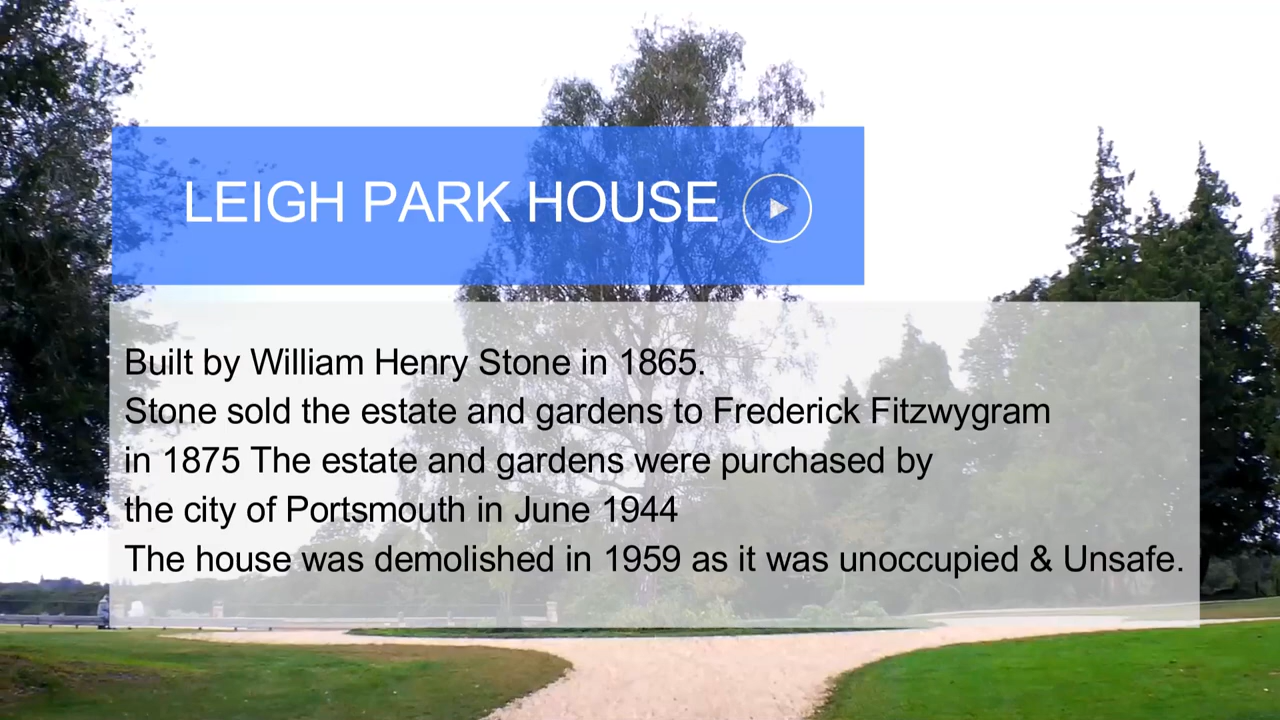 LEIGH PARK HOUSE
Built by William Henry Stone in 1865.
Stone sold the estate and gardens to Frederick Fitzwygram
in 1875 The estate and gardens were purchased by
the city of Portsmouth in June 1944
The house was demolished in 1959 as it was unoccupied & Unsafe.